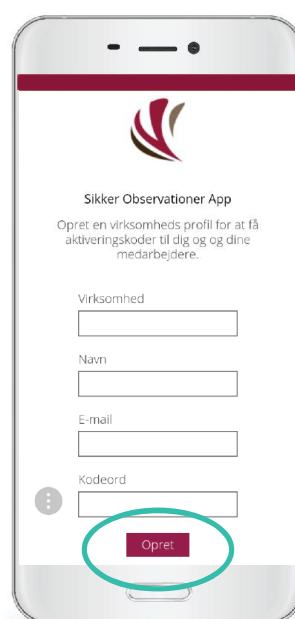 Sikker Observationer App
Opret en virksomheds profil for at få
aktiveringskoder til dig og og dine
medarbejdere.
Virksomhed
Navn
E-mail
Kodeord
Opret